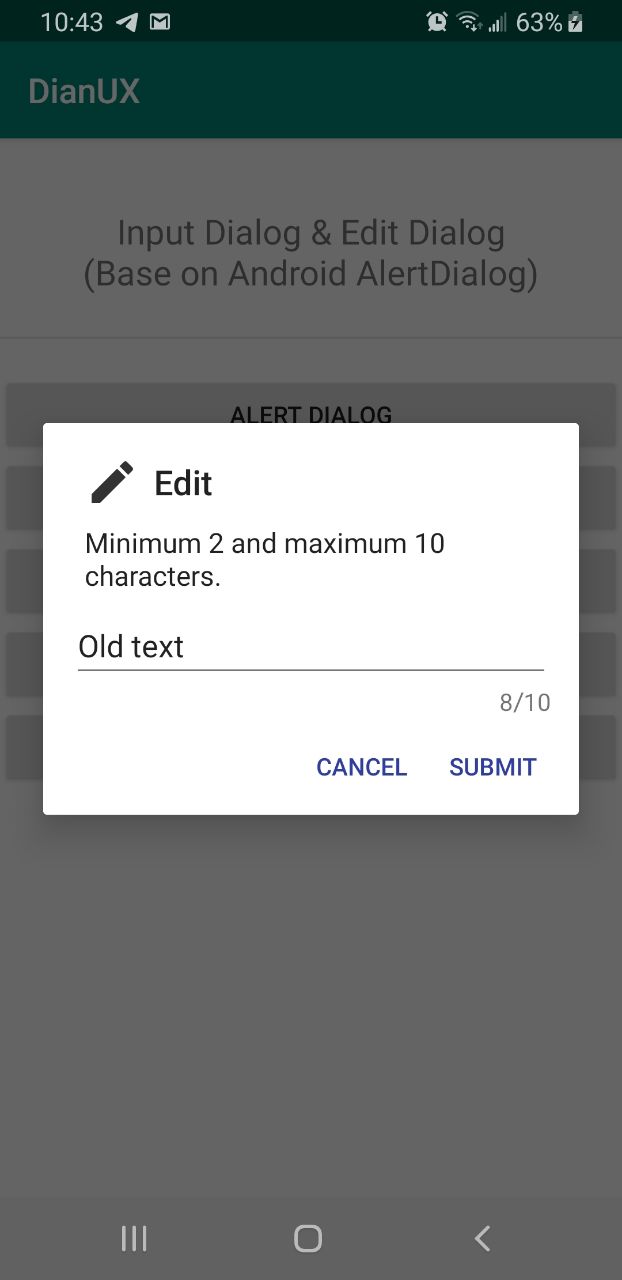 10:43 63%
DianUX
Input Dialog & Edit Dialog
(Base on Android AlertDialog)
ALERT DIALOG
Edit
Minimum 2 and maximum 10
characters.
Old text
8/10
CANCEL SUBMIT